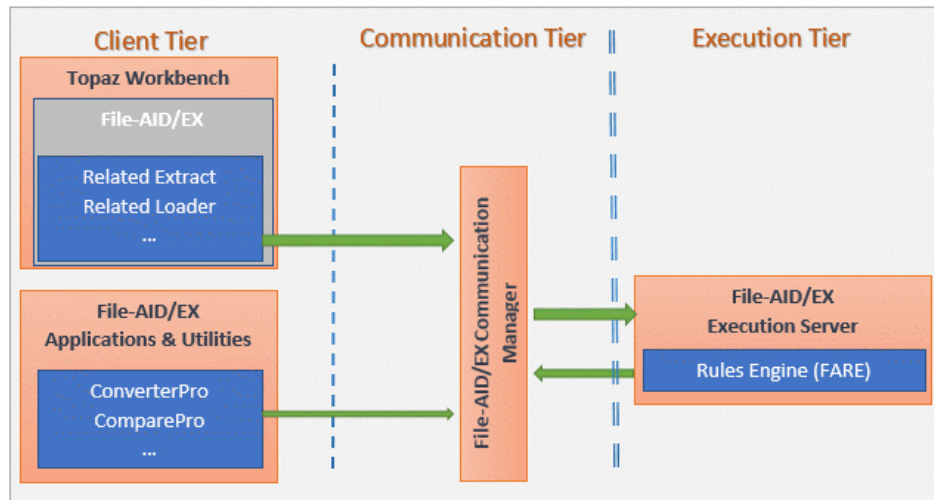 Client Tier
Communication Tier
Execution Tier
Topaz Workbench
File-AID/EX
Related Extract
Related Loader
...
File-AID/EX
Applications & Utilities
ConverterPro
ComparePro
...
File-AID/EX Communication
Manager
File-AID/EX
Execution Server
Rules Engine (FARE)